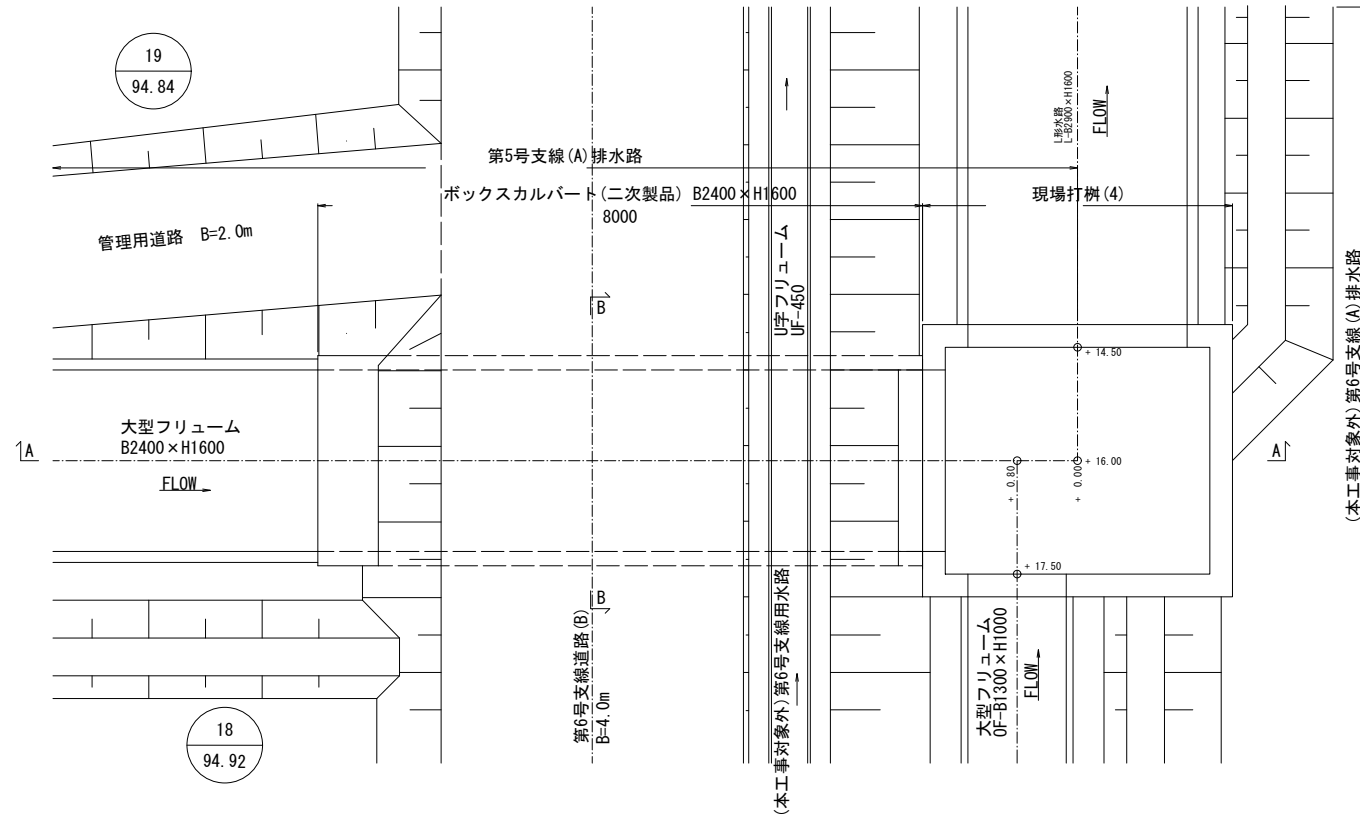 19
94.84
第5号支線(A)排水路
ボックスカルバート(二次製品) B2400×H1600
8000
現場打桝(4)
L形水路
L-B2900×H1600
FLOW
管理用道路 B=2.0m
U字フリューム
UF-450
B
(本工事対象外)第6号支線(A)排水路
+ 14.50
大型フリューム
B2400×H1600
FLOW
A
A
+ 16.00
+ 0.80
+ 0.00
+ 17.50
B
第6号支線道路(B)
B=4.0m
(本工事対象外)第6号支線用水路
大型フリューム
OF-B1300×H1000
FLOW
18
94.92